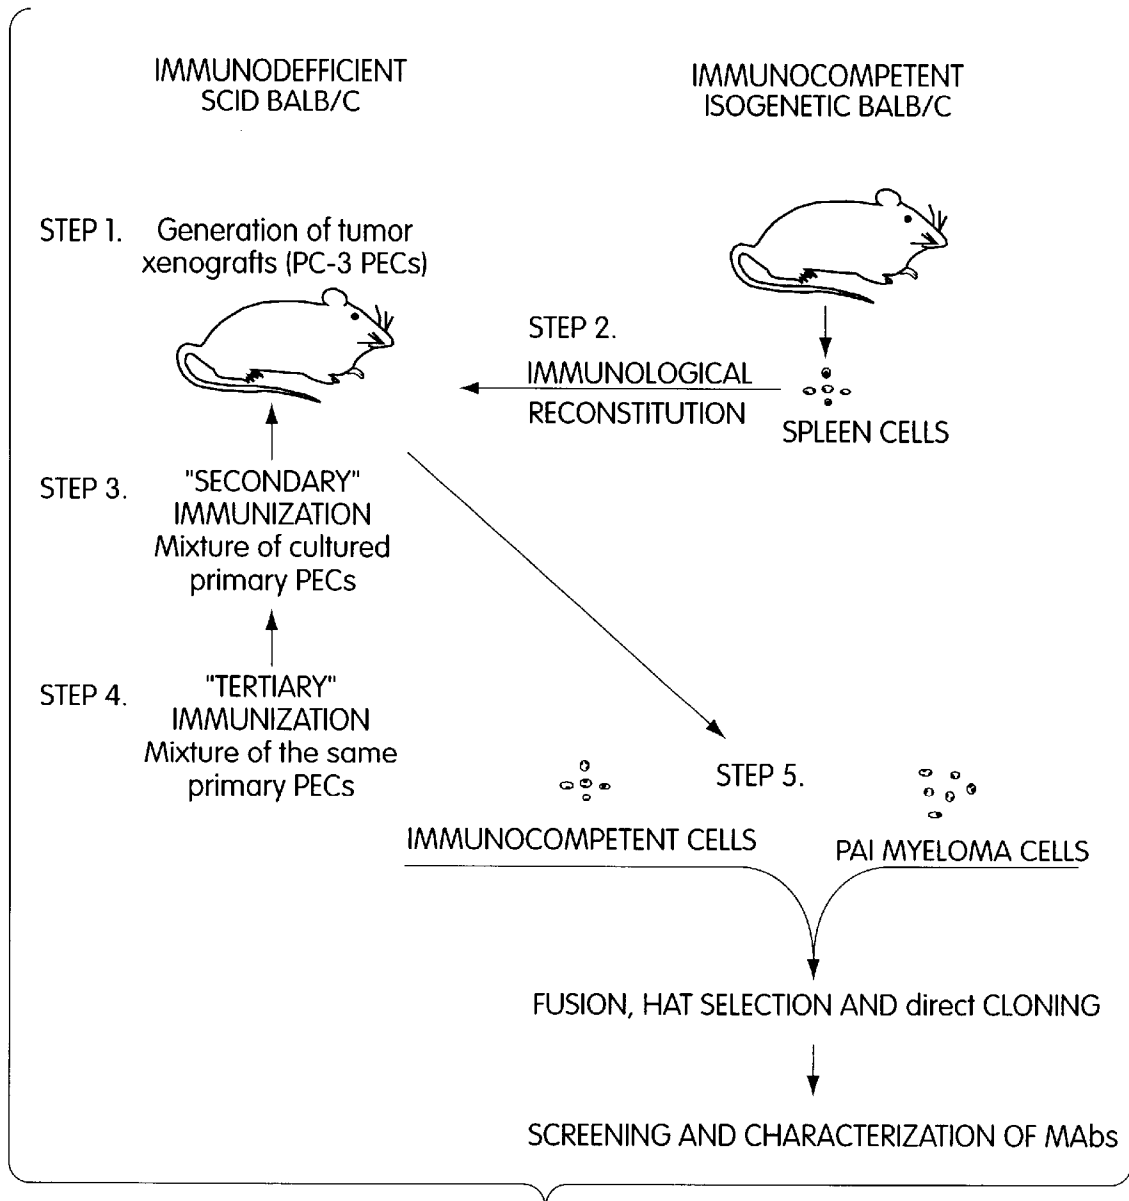 IMMUNODEFFICIENT
SCID BALB/C
IMMUNOCOMPETENT
ISOGENETIC BALB/C
STEP 1. Generation of tumor
xenografts (PC-3 PECs)
STEP 2.
IMMUNOLOGICAL
RECONSTITUTION
SPLEEN CELLS
STEP 3. "SECONDARY"
IMMUNIZATION
Mixture of cultured
primary PECs
STEP 4. "TERTIARY"
IMMUNIZATION
Mixture of the same
primary PECs
STEP 5.
IMMUNOCOMPETENT CELLS
PAI MYELOMA CELLS
FUSION, HAT SELECTION AND direct CLONING
SCREENING AND CHARACTERIZATION OF MAbs